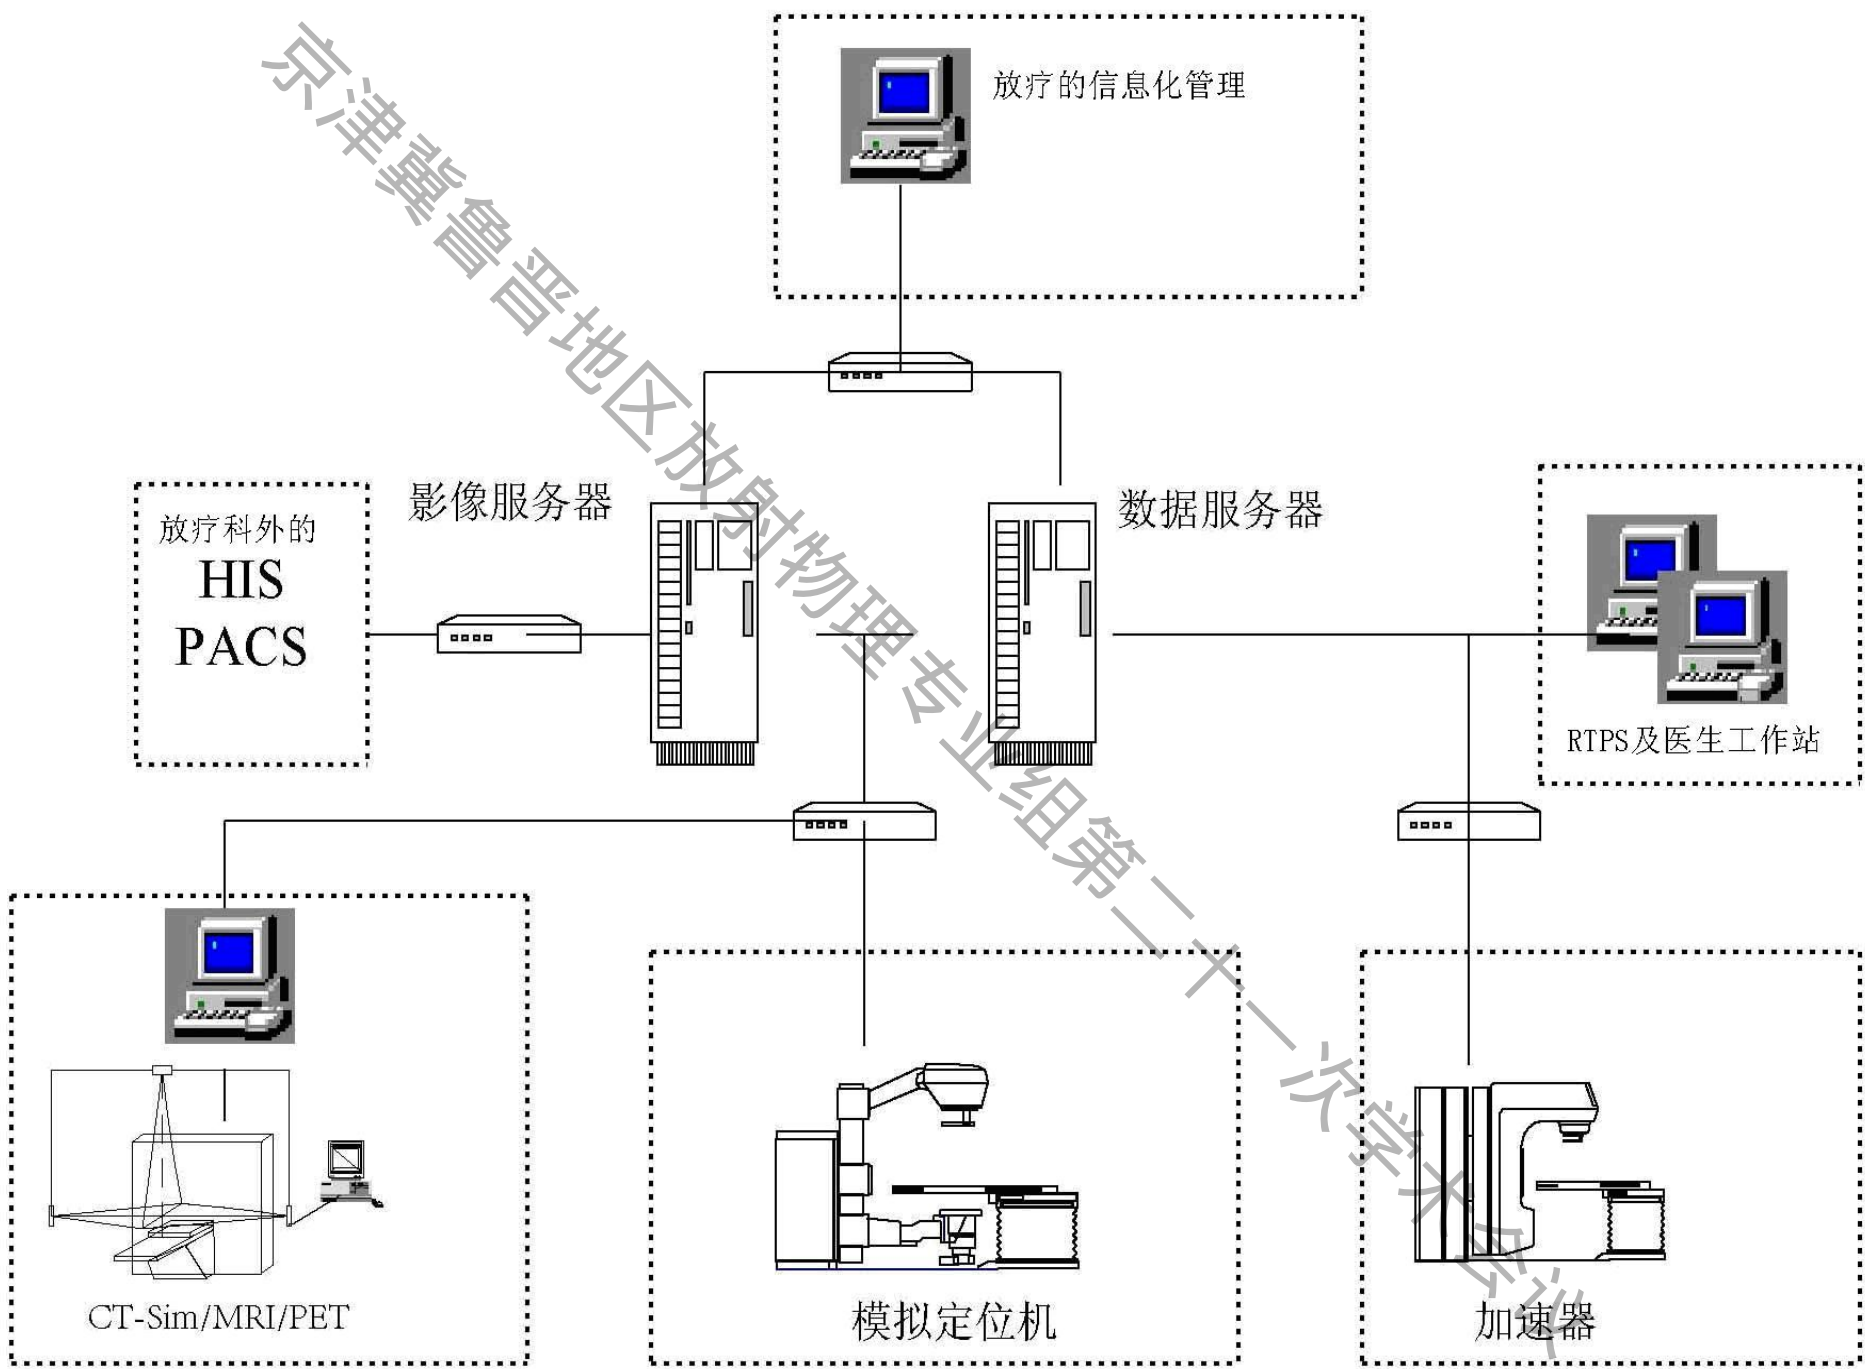 放疗的信息化管理
影像服务器
数据服务器
放疗科外的
HIS
PACS
RTPS及医生工作站
CT-Sim/MRI/PET
模拟定位机
加速器
京津冀鲁晋地区放射物理专业组第二十一次学术会议